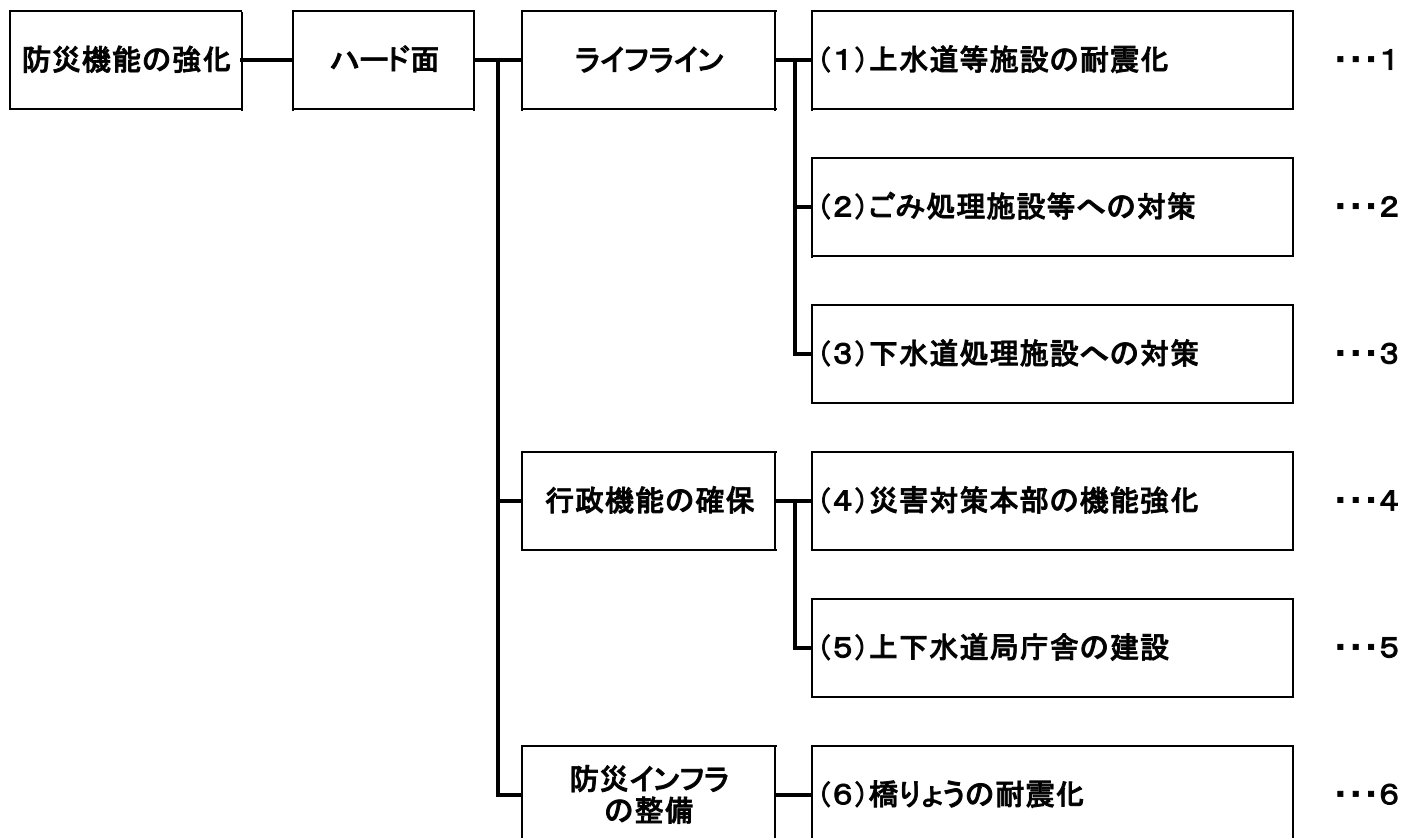 防災機能の強化
ハード面
ライフライン
(1)上水道等施設の耐震化 ・・・1
(2)ごみ処理施設等への対策 ・・・2
(3)下水道処理施設への対策 ・・・3
行政機能の確保
(4)災害対策本部の機能強化 ・・・4
(5)上下水道局庁舎の建設 ・・・5
防災インフラ
の整備
(6)橋りょうの耐震化 ・・・6